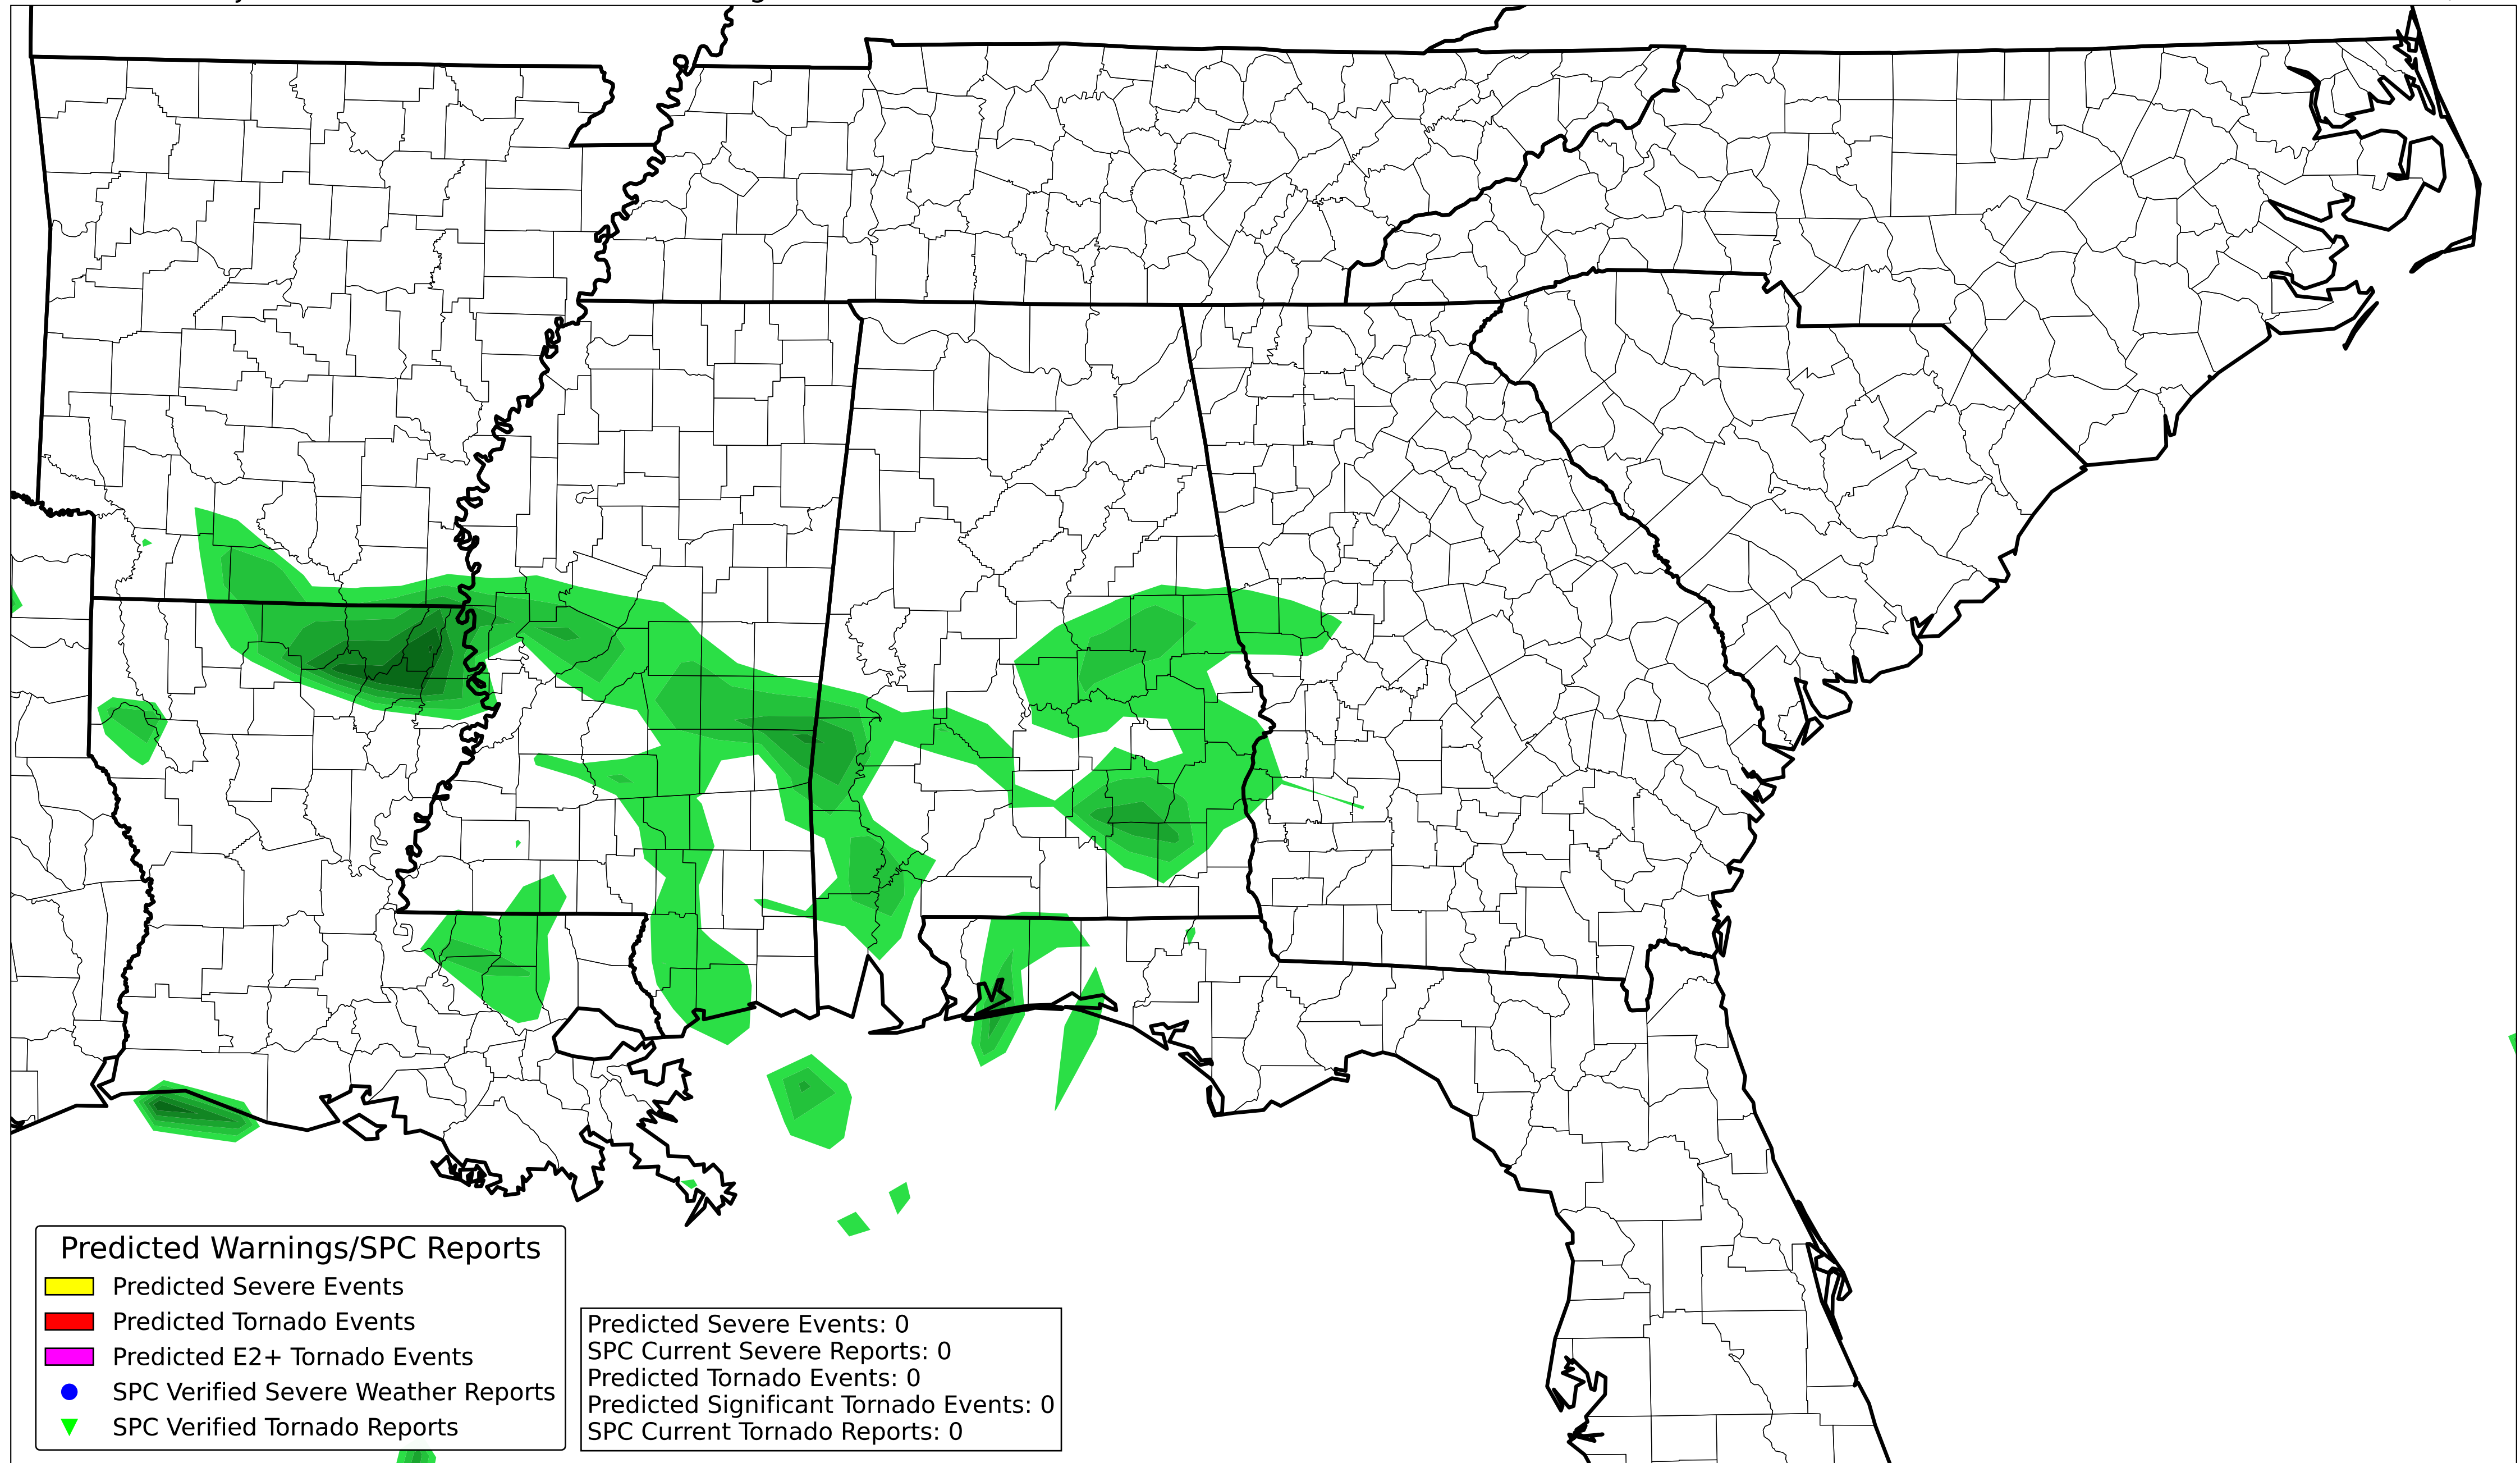 Predicted Warnings/SPC Reports
Predicted Severe Events
Predicted Tornado Events
Predicted E2+ Tornado Events
SPC Verified Severe Weather Reports
SPC Verified Tornado Reports
Predicted Severe Events: 0
SPC Current Severe Reports: 0
Predicted Tornado Events: 0
Predicted Significant Tornado Events: 0
SPC Current Tornado Reports: 0